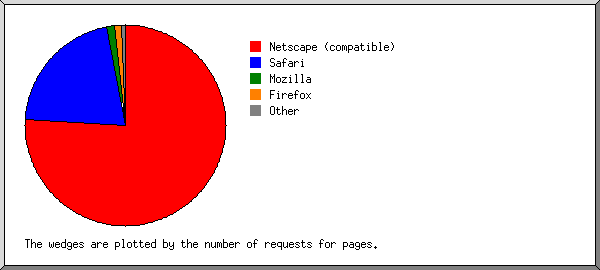 Netscape (compatible)
Safari
Mozilla
Firefox
Other
The wedges are plotted by the number of requests for pages.